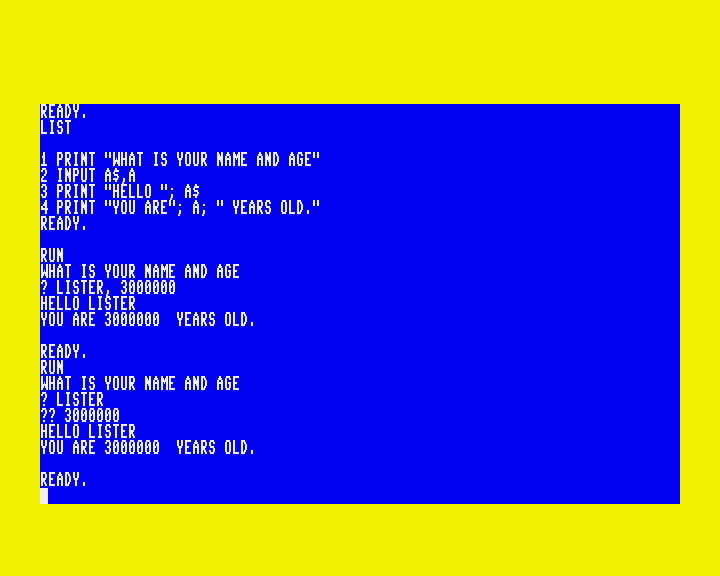 READY.
LIST
1 PRINT "WHAT IS YOUR NAME AND AGE"
2 INPUT A$,A
3 PRINT "HELLO "; A$
4 PRINT "YOU ARE"; A; " YEARS OLD."
READY.
RUN
WHAT IS YOUR NAME AND AGE
? LISTER, 3000000
HELLO LISTER
YOU ARE 3000000  YEARS OLD.
READY.
RUN
WHAT IS YOUR NAME AND AGE
? LISTER
?? 3000000
HELLO LISTER
YOU ARE 3000000  YEARS OLD.
READY.